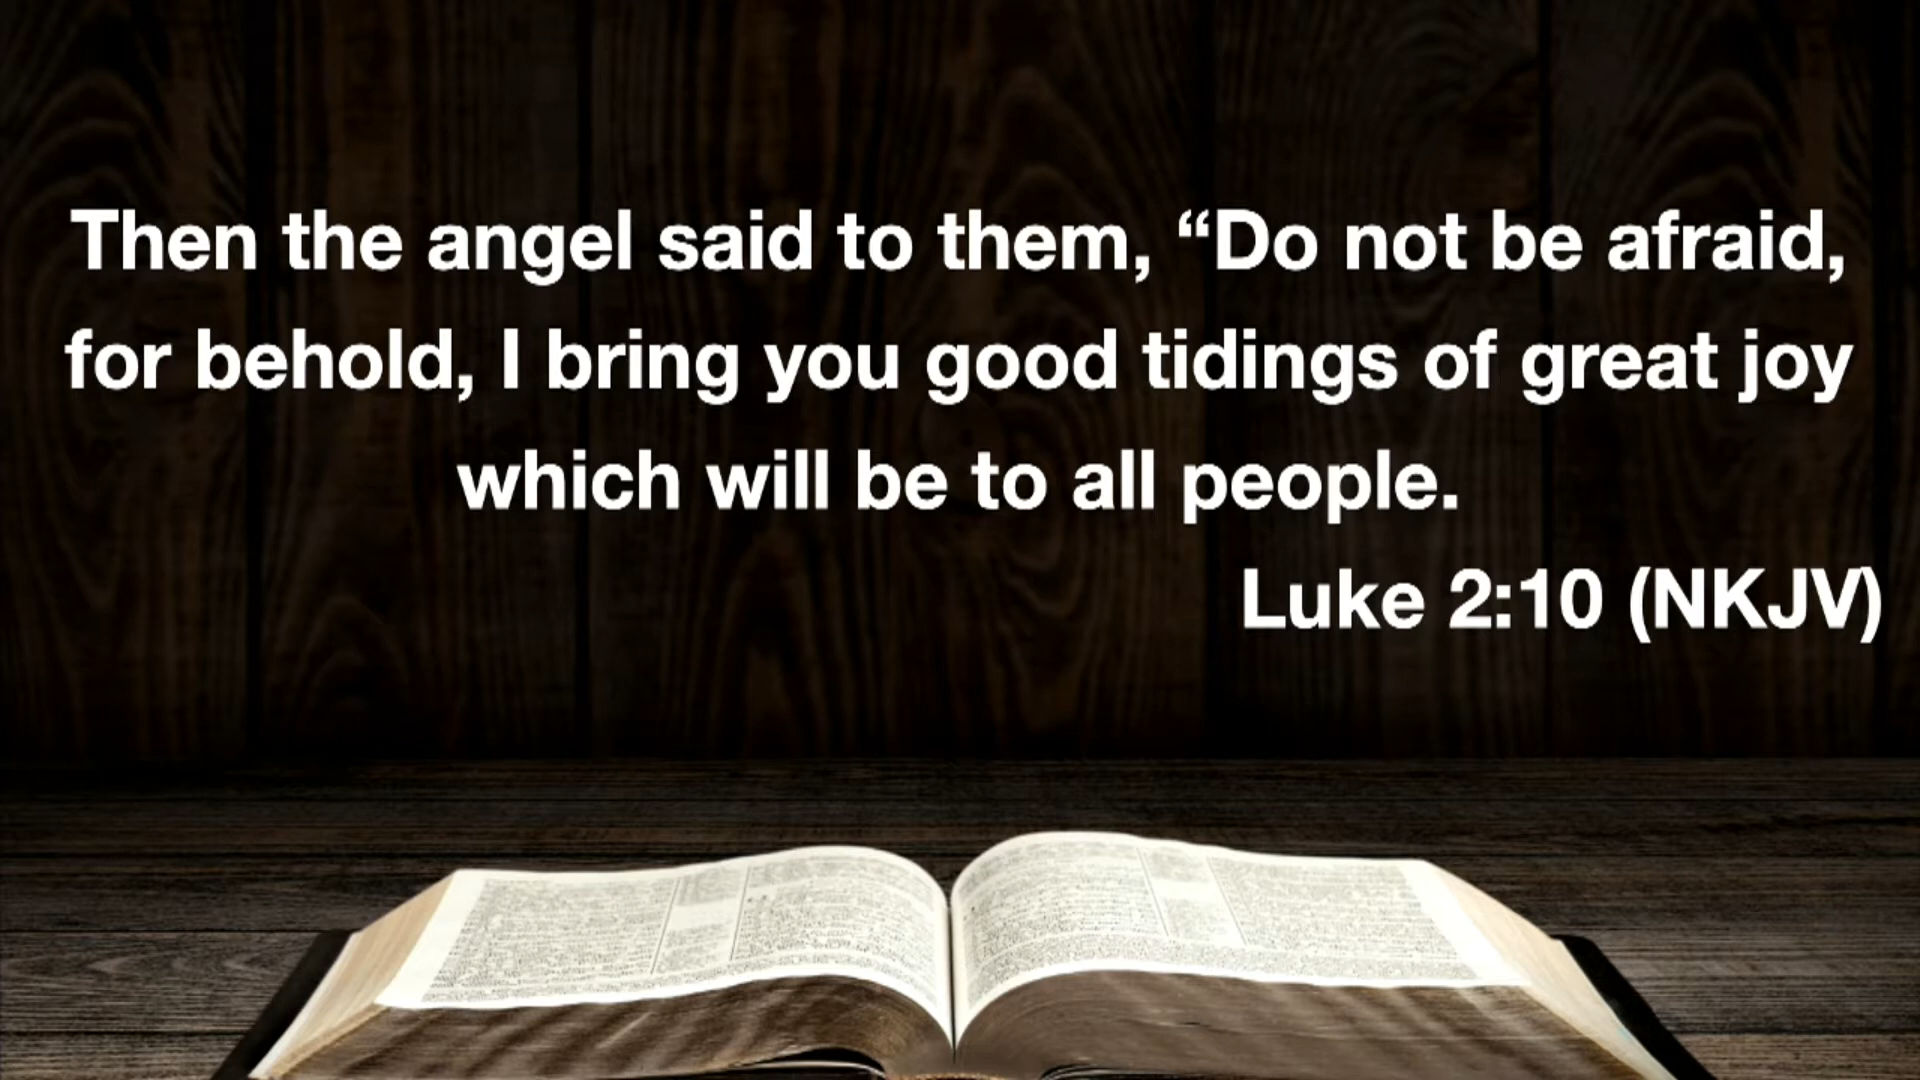 Then the angel said to them, “Do not be afraid,
for behold, I bring you good tidings of great joy
which will be to all people.
Luke 2:10 (NKJV)